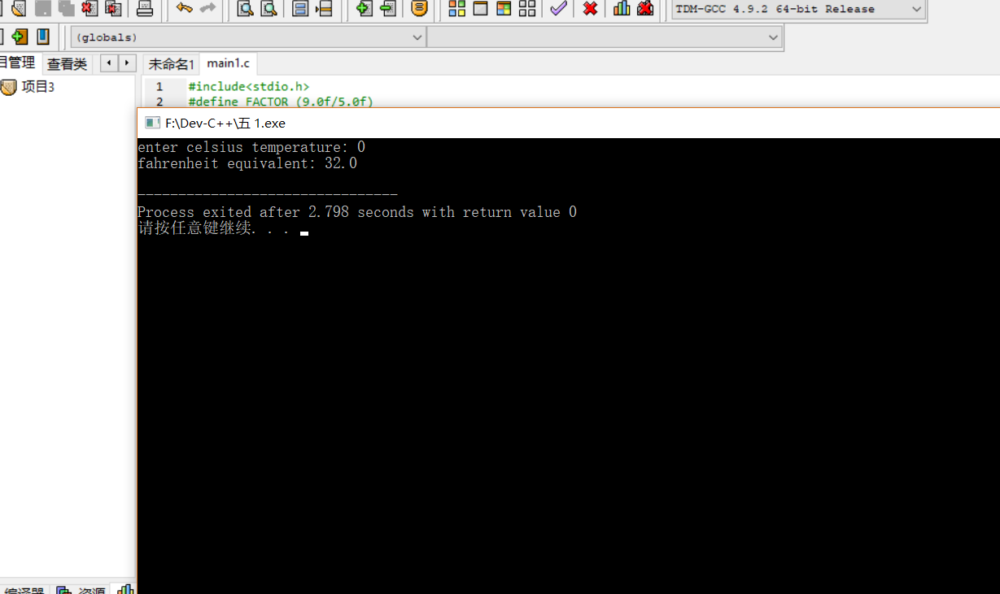 TDM-GCC 4.9.2 64-bit Release
(globals)
目管理 查看类 未命名1 main1.c
项目3
1 #include<stdio.h>
2 #define FACTOR (9.0f/5.0f)
F:\Dev-C++\五 1.exe
enter celsius temperature: 0
fahrenheit equivalent: 32.0
--------------------------------
Process exited after 2.798 seconds with return value 0
请按任意键继续. . .
编译器 资源